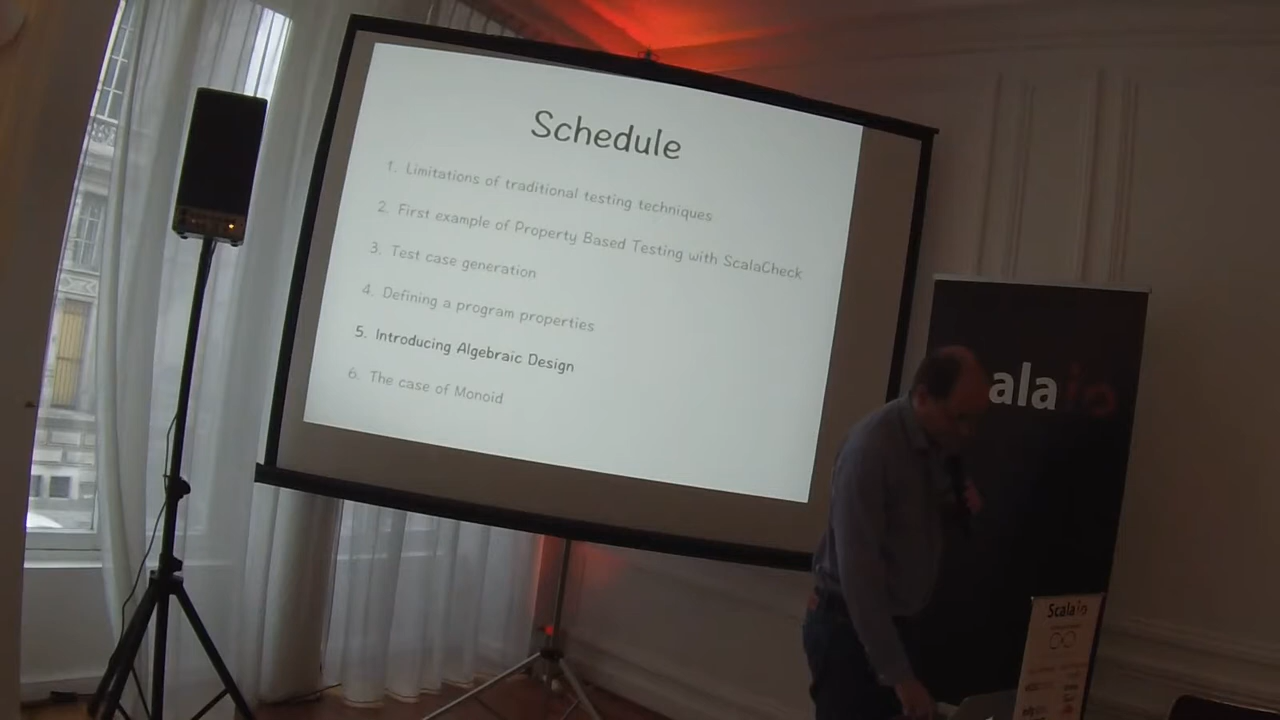 Schedule
1. Limitations of traditional testing techniques
2. First example of Property Based Testing with ScalaCheck
3. Test case generation
4. Defining a program properties
5. Introducing Algebraic Design
6. The case of Monoid
ala io
Scala io